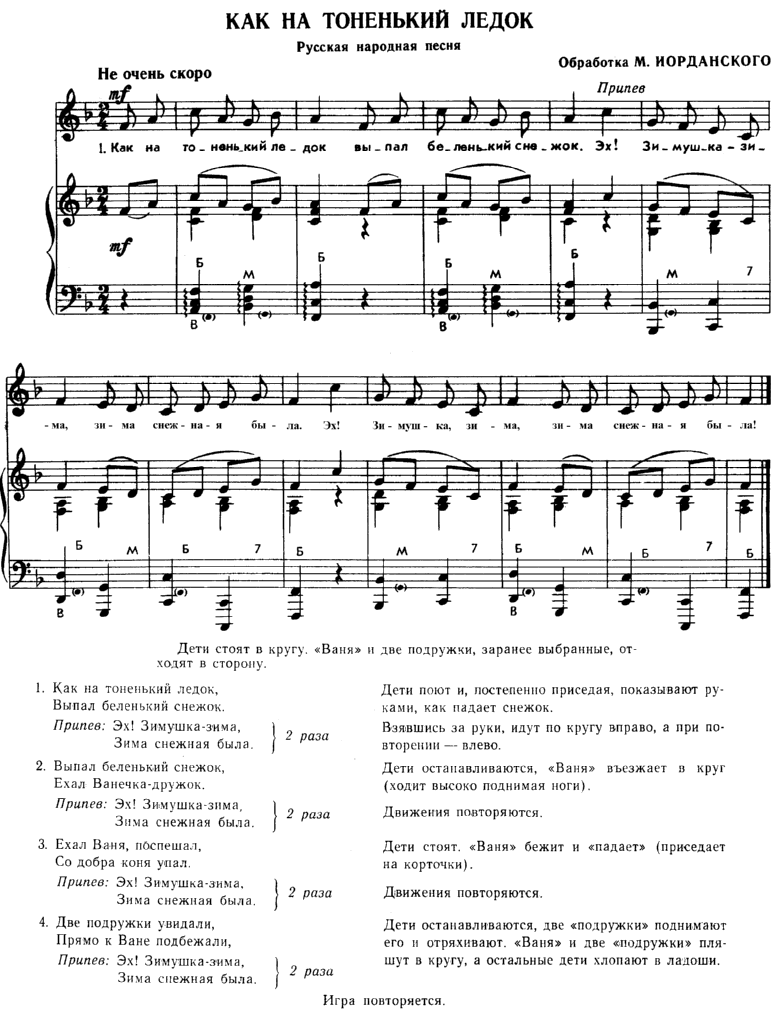 КАК НА ТОНЕНЬКИЙ ЛЕДОК
Русская народная песня
Обработка М. ИОРДАНСКОГО
Не очень скоро
mf
Припев
1. Как на то-нень-кий ле-док вы-пал бе-лень-кий сне-жок. Эх! Зи-муш-ка-зи-
mf
Б Б Б
М М М 7
В В
-ма, зи-ма снеж-на-я бы-ла. Эх! Зи-муш-ка, зи-ма, зи-ма снеж-на-я бы-ла!
Б М Б 7 Б М 7 Б М Б 7 Б
В В
Дети стоят в кругу. «Ваня» и две подружки, заранее выбранные, от-
ходят в сторону.
1. Как на тоненький ледок,
Выпал беленький снежок.
Припев: Эх! Зимушка-зима,
Зима снежная была.
2 раза
Дети поют и, постепенно приседая, показывают ру-
ками, как падает снежок.
Взявшись за руки, идут по кругу вправо, а при по-
вторении — влево.
2. Выпал беленький снежок,
Ехал Ванечка-дружок.
Припев: Эх! Зимушка-зима,
Зима снежная была.
2 раза
Дети останавливаются, «Ваня» въезжает в круг
(ходит высоко поднимая ноги).
Движения повторяются.
3. Ехал Ваня, поспешал,
Со добра коня упал.
Припев: Эх! Зимушка-зима,
Зима снежная была.
2 раза
Дети стоят. «Ваня» бежит и «падает» (приседает
на корточки).
Движения повторяются.
4. Две подружки увидали,
Прямо к Ване подбежали,
Припев: Эх! Зимушка-зима,
Зима снежная была.
2 раза
Дети останавливаются, две «подружки» поднимают
его и отряхивают. «Ваня» и две «подружки» пля-
шут в кругу, а остальные дети хлопают в ладоши.
Игра повторяется.